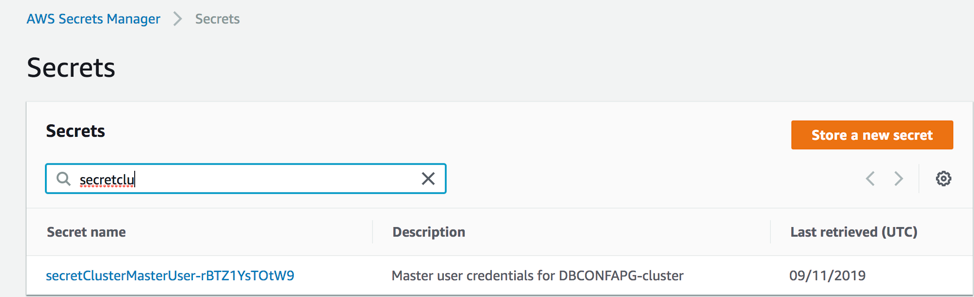 AWS Secrets Manager > Secrets
Secrets
Secrets
Store a new secret
secretclu
Secret name Description Last retrieved (UTC)
secretClusterMasterUser-rBTZ1YsTOtW9 Master user credentials for DBCONFAPG-cluster 09/11/2019